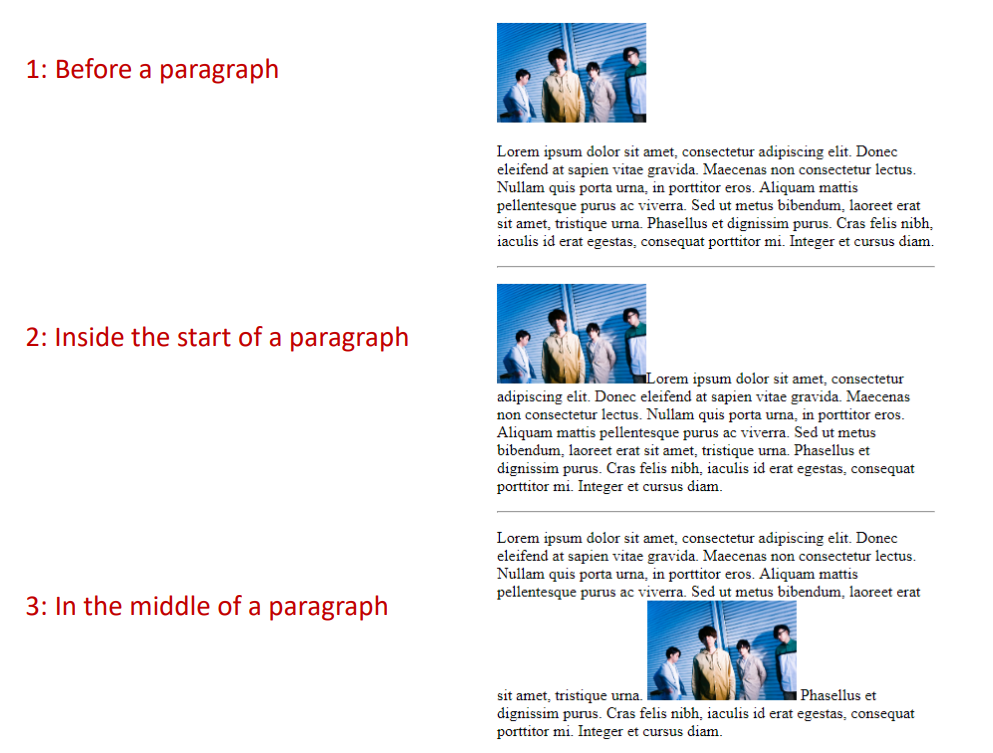 1: Before a paragraph
Lorem ipsum dolor sit amet, consectetur adipiscing elit. Donec
eleifend at sapien vitae gravida. Maecenas non consectetur lectus.
Nullam quis porta urna, in porttitor eros. Aliquam mattis
pellentesque purus ac viverra. Sed ut metus bibendum, laoreet erat
sit amet, tristique urna. Phasellus et dignissim purus. Cras felis nibh,
iaculis id erat egestas, consequat porttitor mi. Integer et cursus diam.
2: Inside the start of a paragraph
Lorem ipsum dolor sit amet, consectetur
adipiscing elit. Donec eleifend at sapien vitae gravida. Maecenas
non consectetur lectus. Nullam quis porta urna, in porttitor eros.
Aliquam mattis pellentesque purus ac viverra. Sed ut metus
bibendum, laoreet erat sit amet, tristique urna. Phasellus et
dignissim purus. Cras felis nibh, iaculis id erat egestas, consequat
porttitor mi. Integer et cursus diam.
3: In the middle of a paragraph
Lorem ipsum dolor sit amet, consectetur adipiscing elit. Donec
eleifend at sapien vitae gravida. Maecenas non consectetur lectus.
Nullam quis porta urna, in porttitor eros. Aliquam mattis
pellentesque purus ac viverra. Sed ut metus bibendum, laoreet erat
sit amet, tristique urna. Phasellus et
dignissim purus. Cras felis nibh, iaculis id erat egestas, consequat
porttitor mi. Integer et cursus diam.